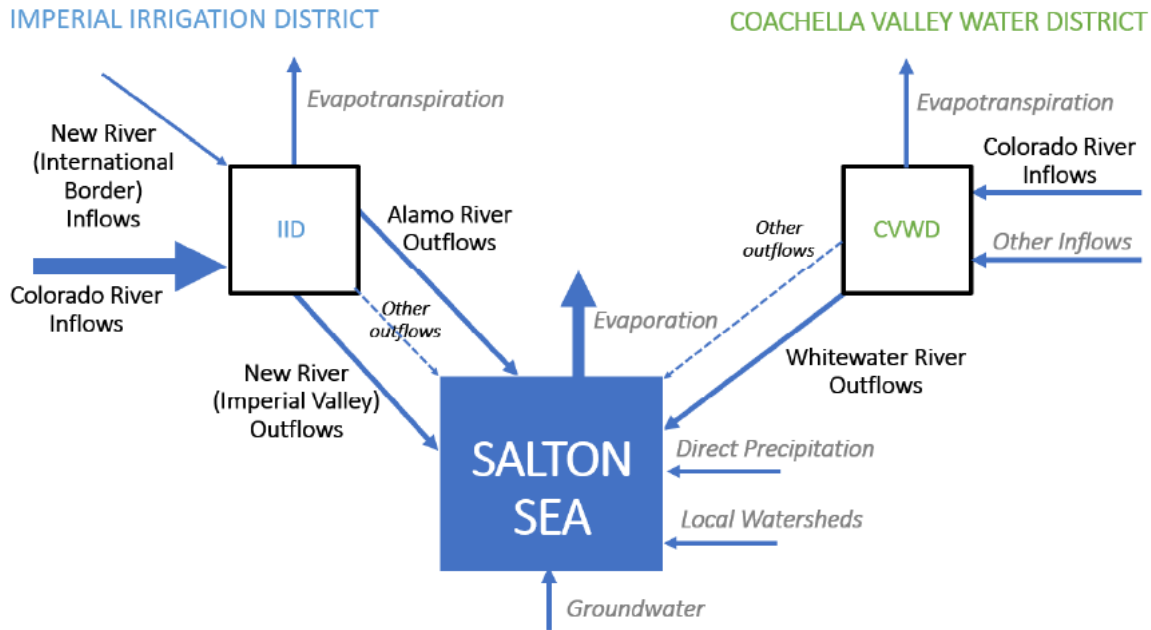 IMPERIAL IRRIGATION DISTRICT
COACHELLA VALLEY WATER DISTRICT
Evapotranspiration
Evapotranspiration
New River
(International
Border)
Inflows
Colorado River
Inflows
IID
Alamo River
Outflows
Other
outflows
CVWD
Other Inflows
Colorado River
Inflows
Other
outflows
Evaporation
New River
(Imperial Valley)
Outflows
Whitewater River
Outflows
SALTON
SEA
Direct Precipitation
Local Watersheds
Groundwater